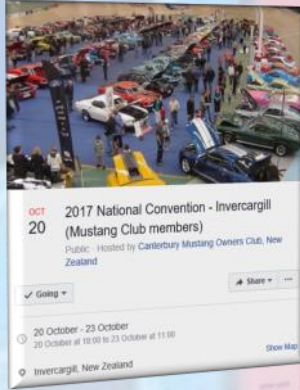 OCT
20
2017 National Convention - Invercargill
(Mustang Club members)
Public · Hosted by Canterbury Mustang Owners Club, New
Zealand
✓ Going ▾
Share ▾
···
20 October - 23 October
20 October at 10:00 to 23 October at 11:00
Show Map
Invercargill, New Zealand